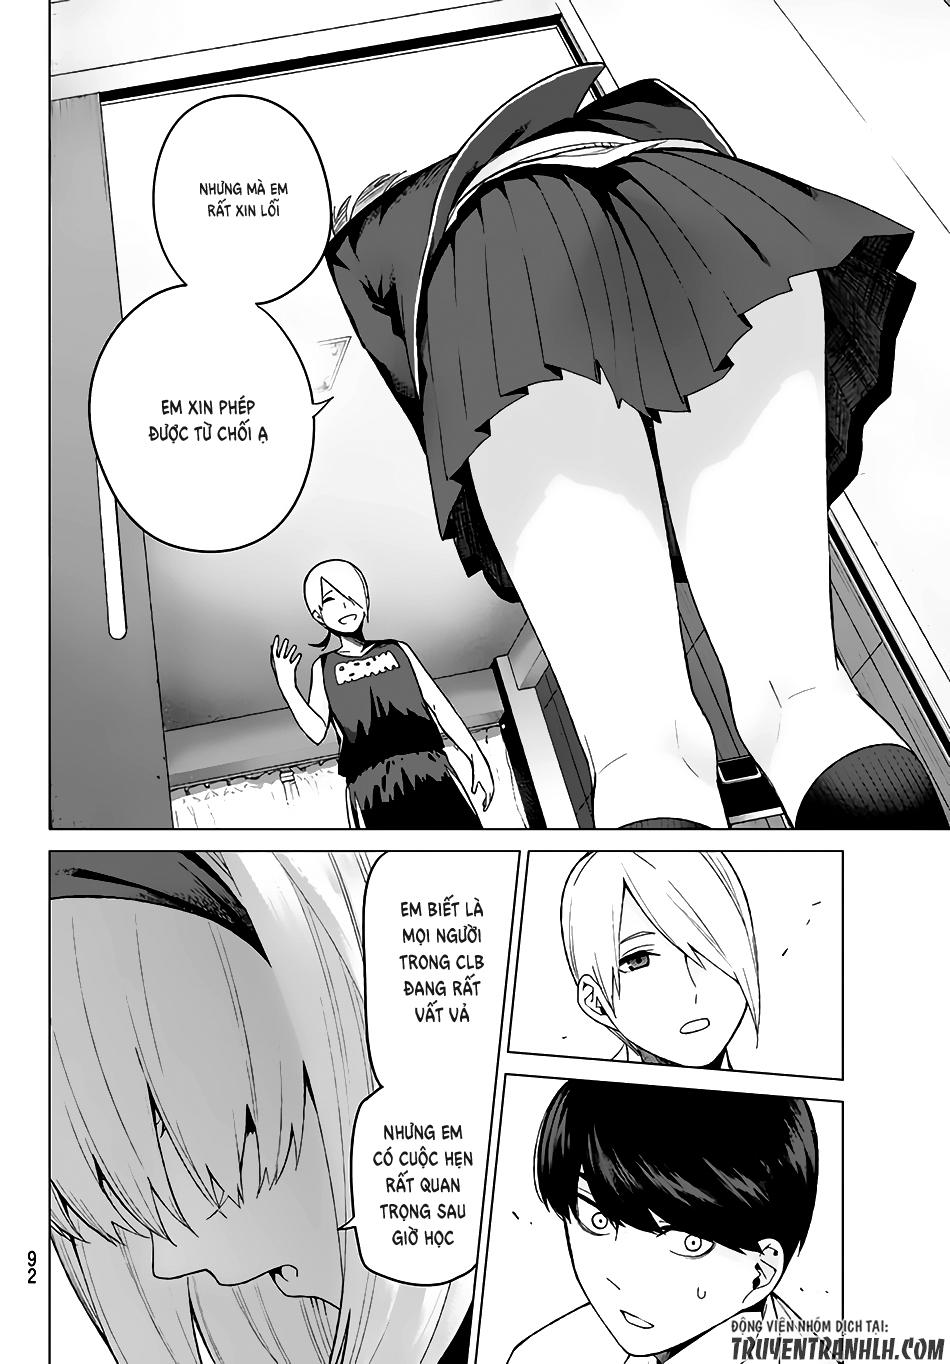 NHƯNG MÀ EM
RẤT XIN LỖI
EM XIN PHÉP
ĐƯỢC TỪ CHỐI Ạ
EM BIẾT LÀ
MỌI NGƯỜI
TRONG CLB
ĐANG RẤT
VẤT VẢ
NHƯNG EM
CÓ CUỘC HẸN
RẤT QUAN
TRỌNG SAU
GIỜ HỌC
92
ĐỘNG VIÊN NHÓM DỊCH TẠI:
TRUYENTRANHLH.COM